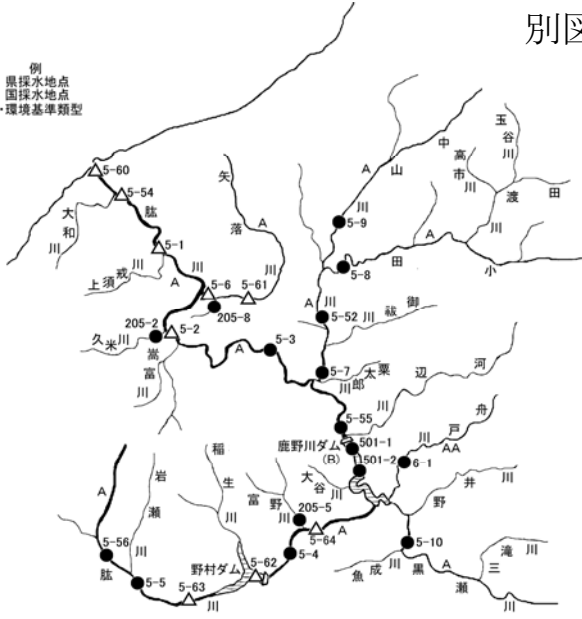 別図
例
県採水地点
国採水地点
・環境基準類型
5-60
5-54
肱
大和川
5-1
上須戒川
A
川
矢落川
A
5-6
5-61
205-8
205-2
5-2
久米川
嵩富川
A
5-3
玉谷川
中山川
A
高市川
渡
田
5-9
5-8
田
A
川
小
A
川
5-52
御祓川
5-7
太郎川
粟
5-55
河辺川
鹿野川ダム
(B)
501-1
501-2
大谷川
舟戸川
AA
6-1
野井川
5-10
魚成川
黒瀬川
A
三滝川
稲生川
富野川
205-5
5-64
A
5-4
野村ダム
5-62
岩瀬川
A
5-56
肱
5-5
5-63
川